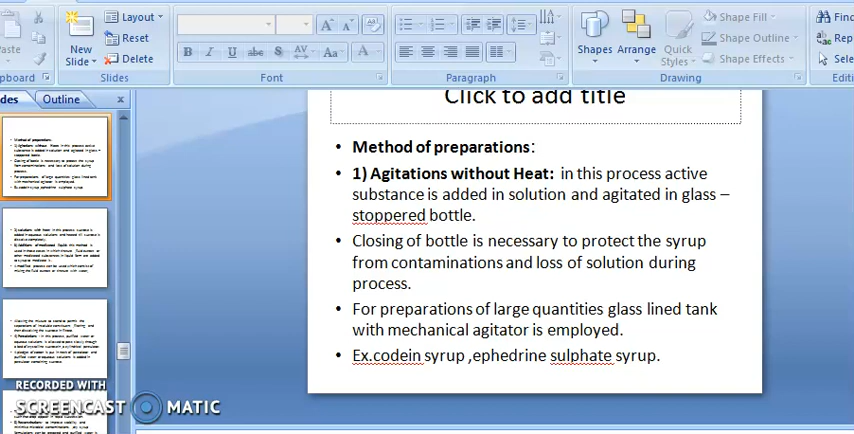 Layout
Reset
Delete
New
Slide
Slides
Font
Paragraph
Shapes
Arrange
Quick
Styles
Shape Fill
Shape Outline
Shape Effects
Drawing
Outline
Click to add title
• Method of preparations:
• 1) Agitations without Heat: in this process active
substance is added in solution and agitated in glass –
stoppered bottle.
• Closing of bottle is necessary to protect the syrup
from contaminations and loss of solution during
process.
• For preparations of large quantities glass lined tank
with mechanical agitator is employed.
• Ex.codein syrup ,ephedrine sulphate syrup.
RECORDED WITH
SCREENCAST MATIC